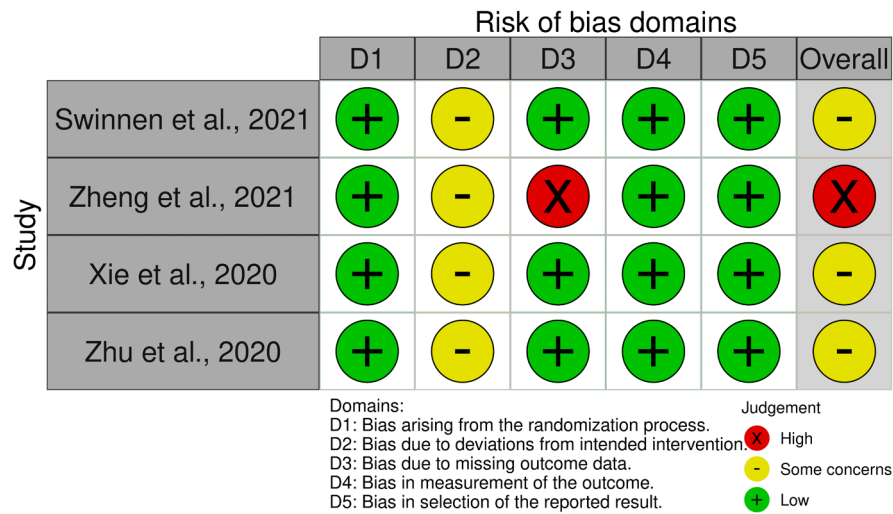 Risk of bias domains
D1 D2 D3 D4 D5 Overall
Study
Swinnen et al., 2021 + - + + + -
Zheng et al., 2021 + - X + + X
Xie et al., 2020 + - + + + -
Zhu et al., 2020 + - + + + -
Domains:
D1: Bias arising from the randomization process.
D2: Bias due to deviations from intended intervention.
D3: Bias due to missing outcome data.
D4: Bias in measurement of the outcome.
D5: Bias in selection of the reported result.
Judgement
X High
- Some concerns
+ Low